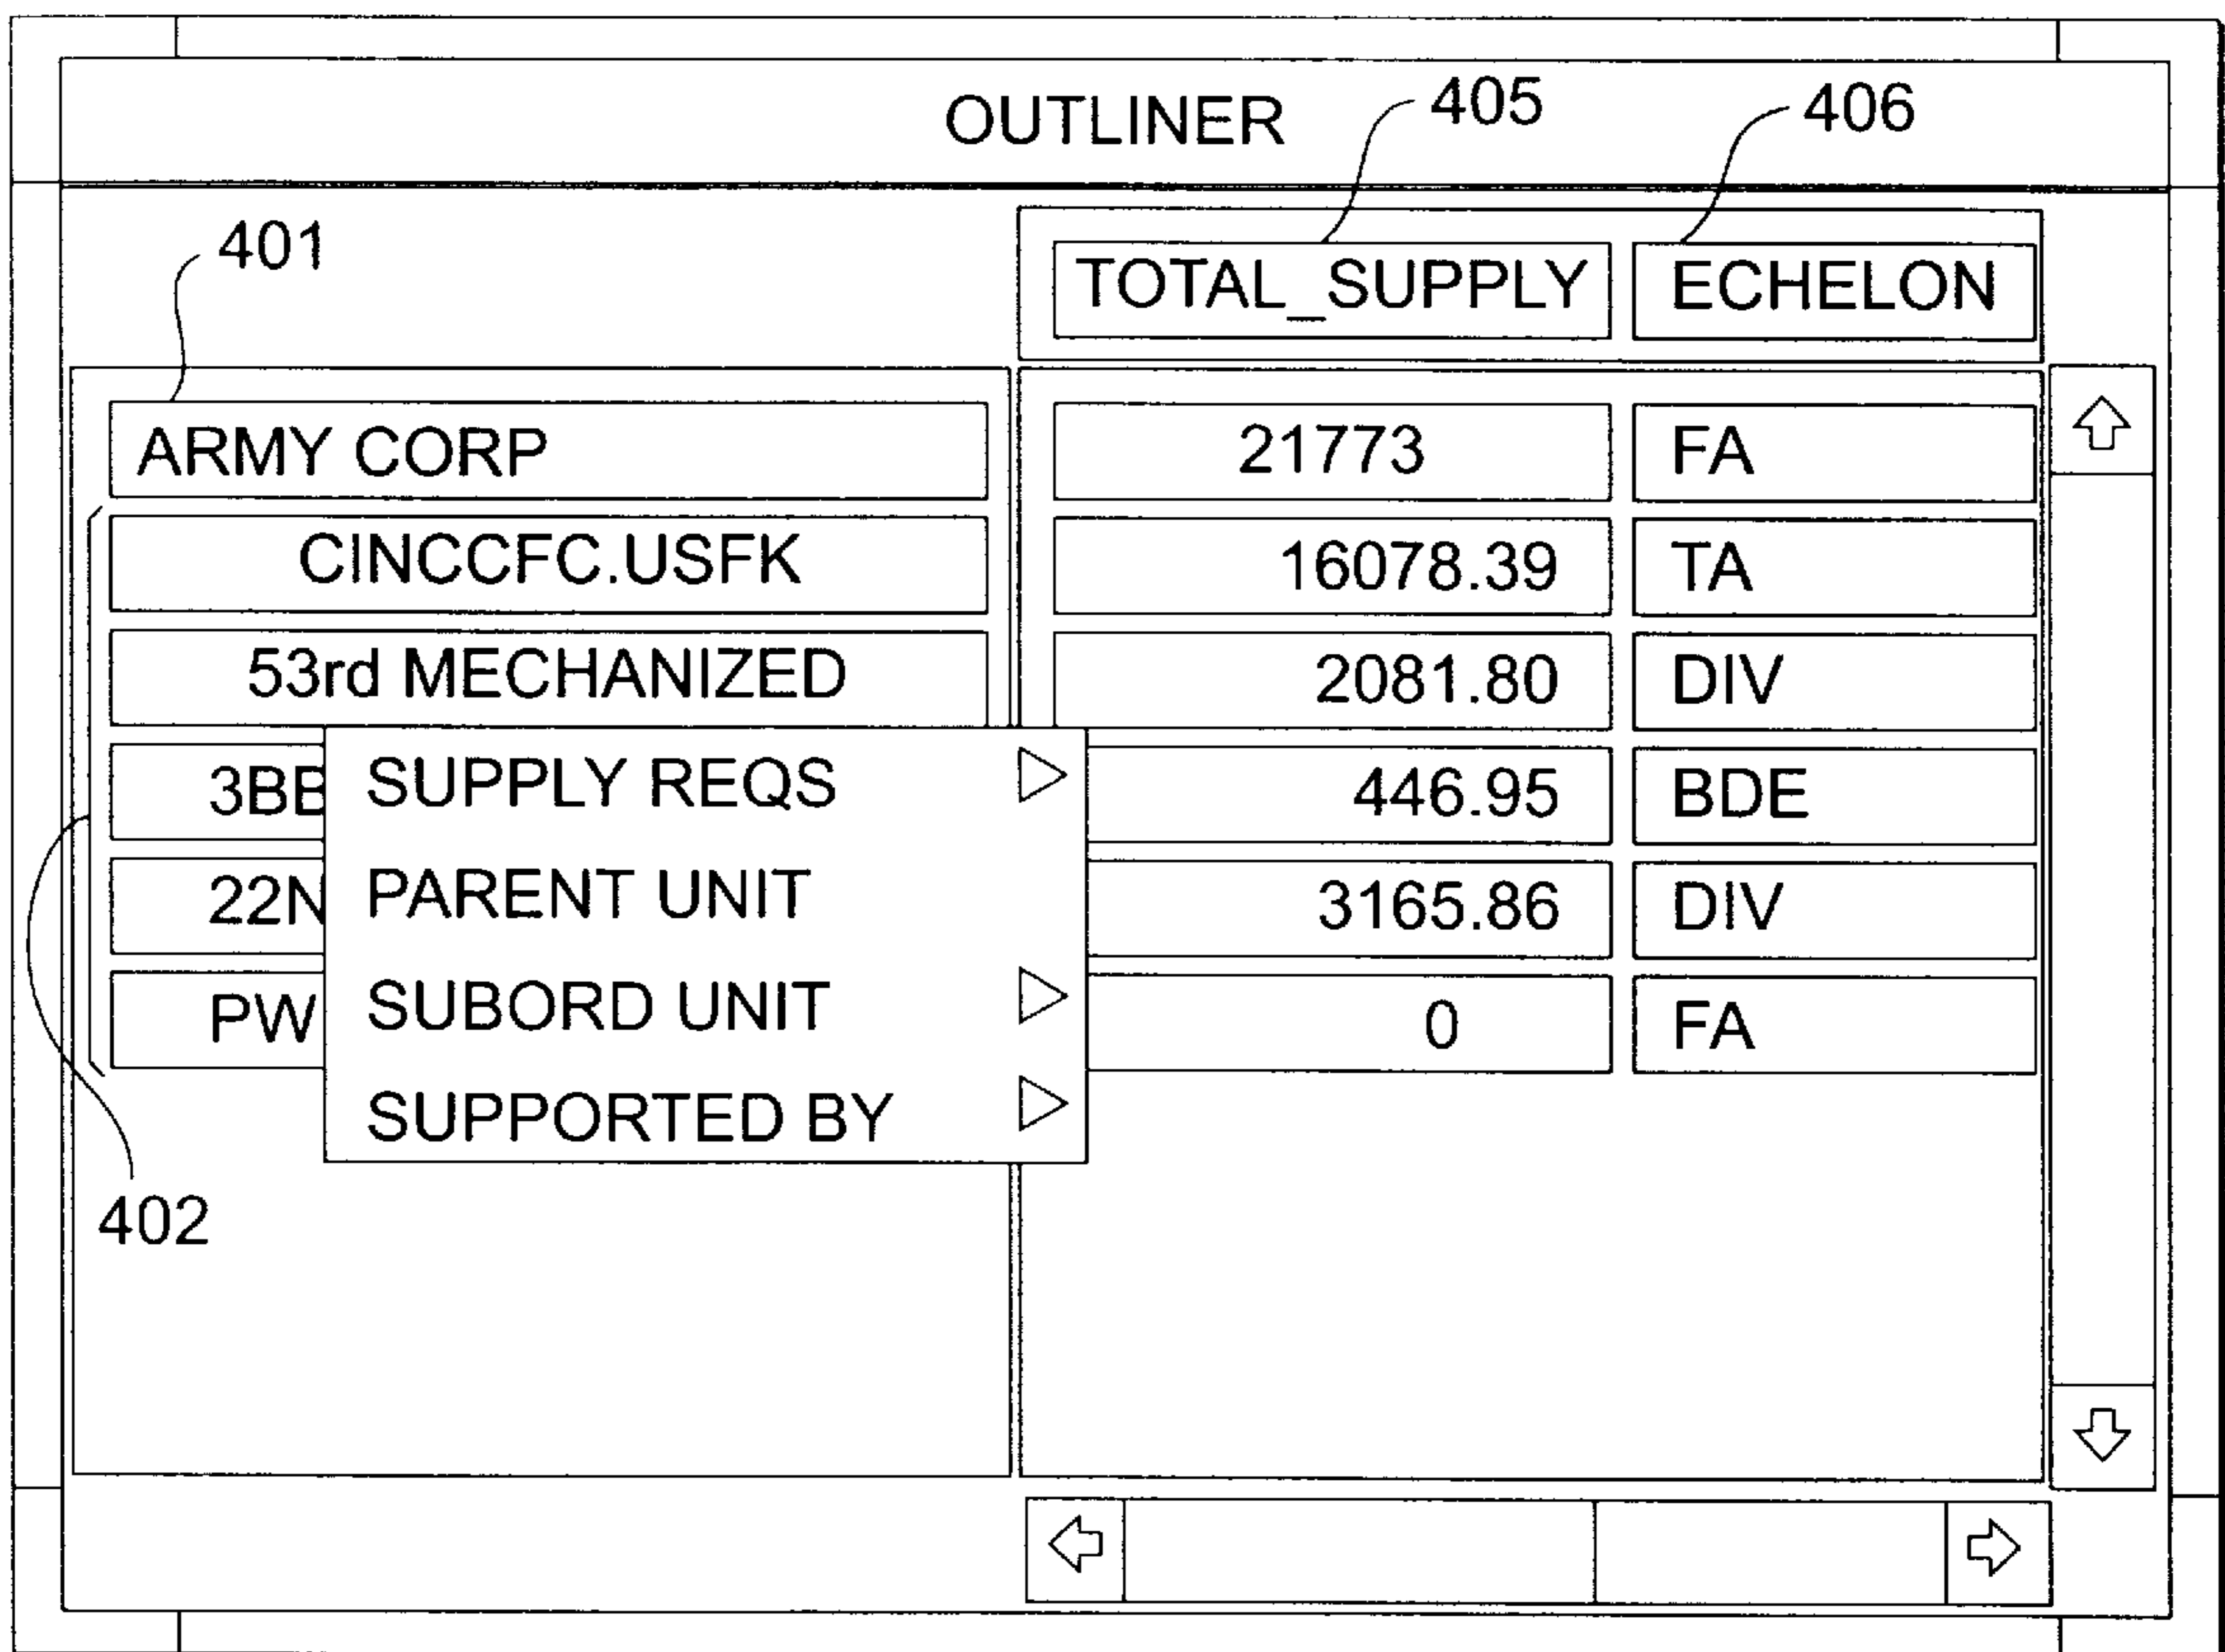 OUTLINER
405
406
401
TOTAL_SUPPLY ECHELON
ARMY CORP 21773 FA
CINCCFC.USFK 16078.39 TA
53rd MECHANIZED 2081.80 DIV
3BB SUPPLY REQS 446.95 BDE
22N PARENT UNIT 3165.86 DIV
PW SUBORD UNIT 0 FA
SUPPORTED BY
402